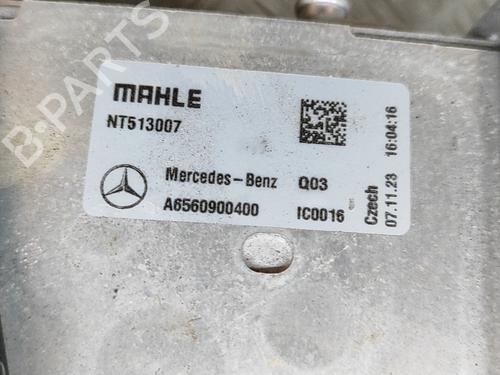 B-PARTS
MAHLE
NT513007
Mercedes-Benz Q03
A6560900400 IC0016
Czech
07.11.23 16:04:16